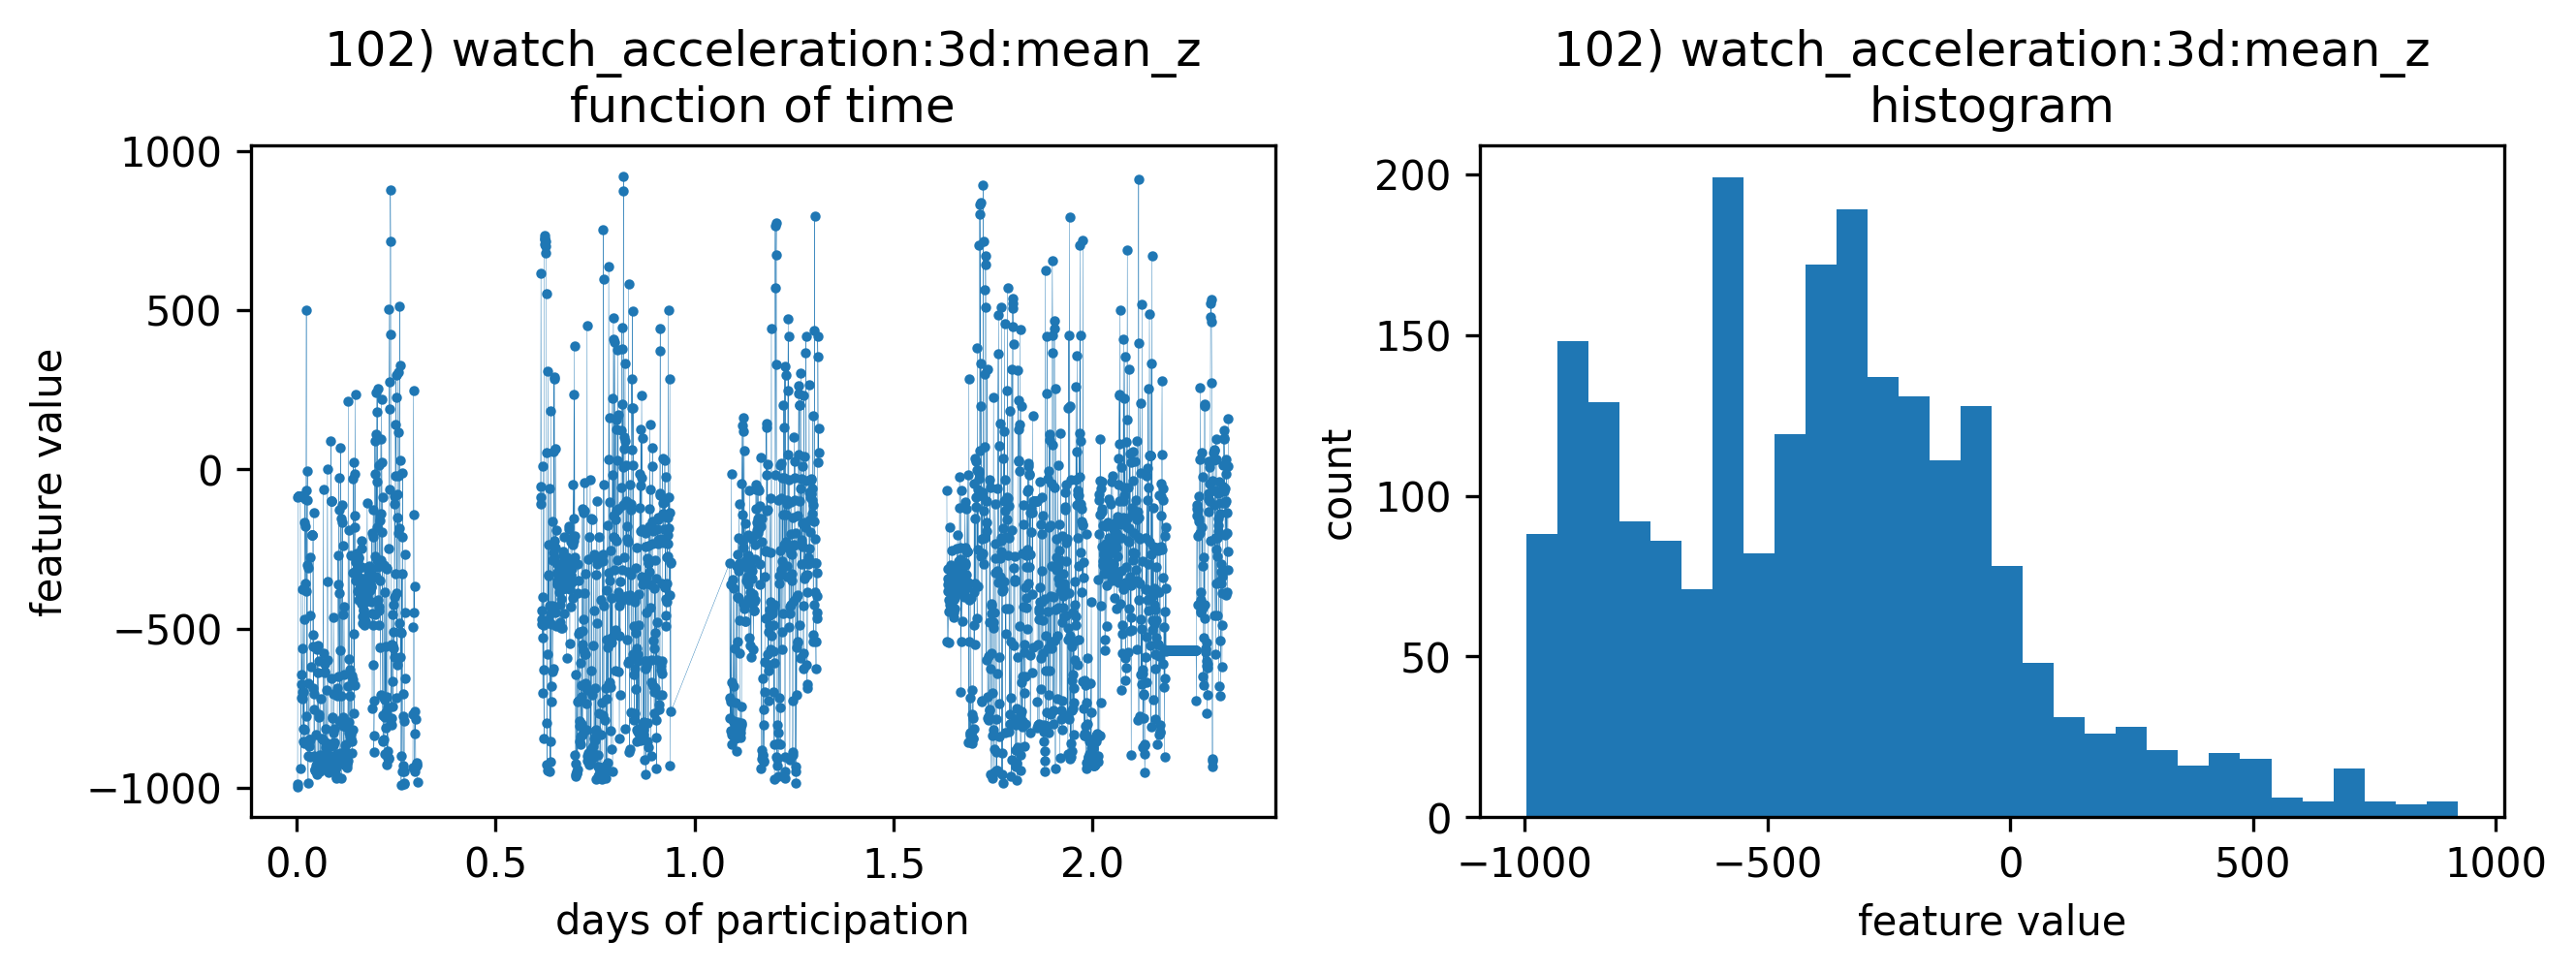 102) watch_acceleration:3d:mean_z
function of time
1000
500
0
−500
−1000
feature value
0.0 0.5 1.0 1.5 2.0
days of participation
102) watch_acceleration:3d:mean_z
histogram
200
150
100
50
0
count
−1000 −500 0 500 1000
feature value